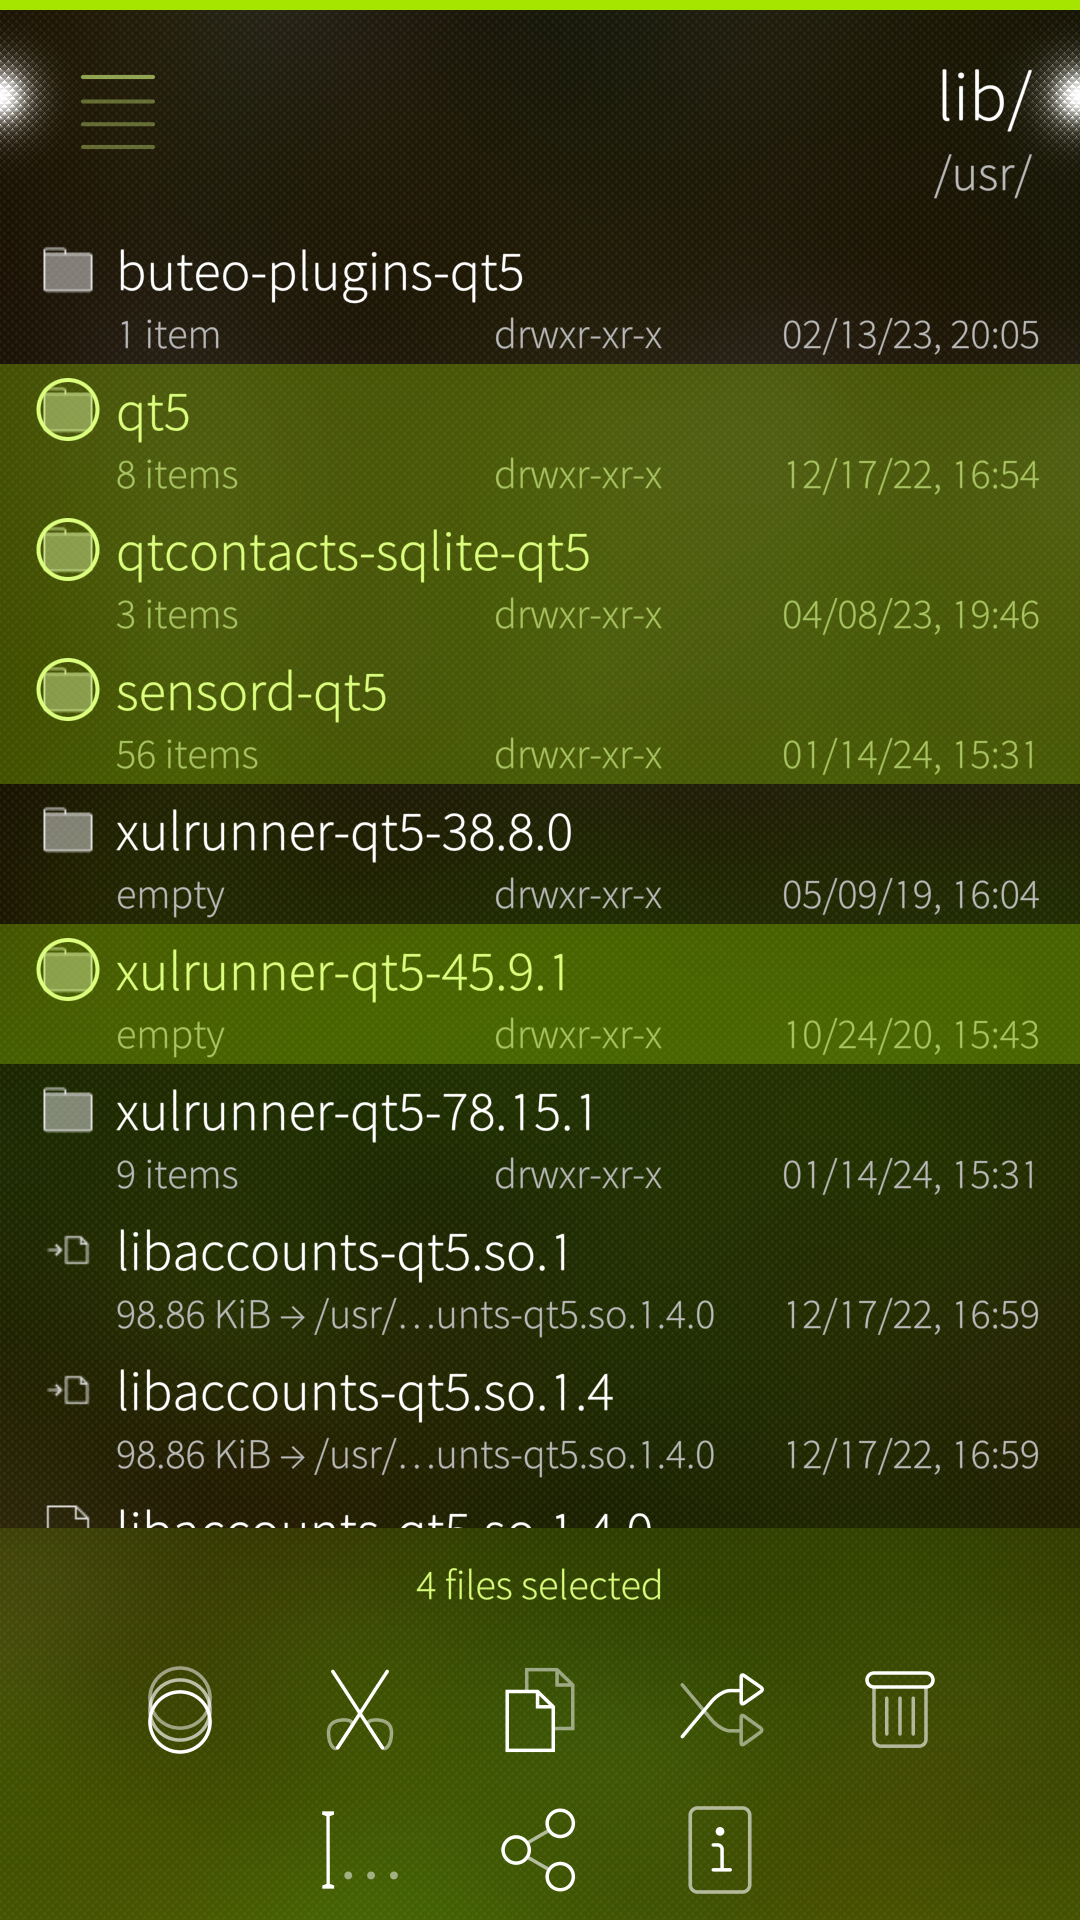 lib/
/usr/
buteo-plugins-qt5
1 item drwxr-xr-x 02/13/23, 20:05
qt5
8 items drwxr-xr-x 12/17/22, 16:54
qtcontacts-sqlite-qt5
3 items drwxr-xr-x 04/08/23, 19:46
sensord-qt5
56 items drwxr-xr-x 01/14/24, 15:31
xulrunner-qt5-38.8.0
empty drwxr-xr-x 05/09/19, 16:04
xulrunner-qt5-45.9.1
empty drwxr-xr-x 10/24/20, 15:43
xulrunner-qt5-78.15.1
9 items drwxr-xr-x 01/14/24, 15:31
libaccounts-qt5.so.1
98.86 KiB → /usr/…unts-qt5.so.1.4.0 12/17/22, 16:59
libaccounts-qt5.so.1.4
98.86 KiB → /usr/…unts-qt5.so.1.4.0 12/17/22, 16:59
libaccounts-qt5.so.1.4.0
4 files selected